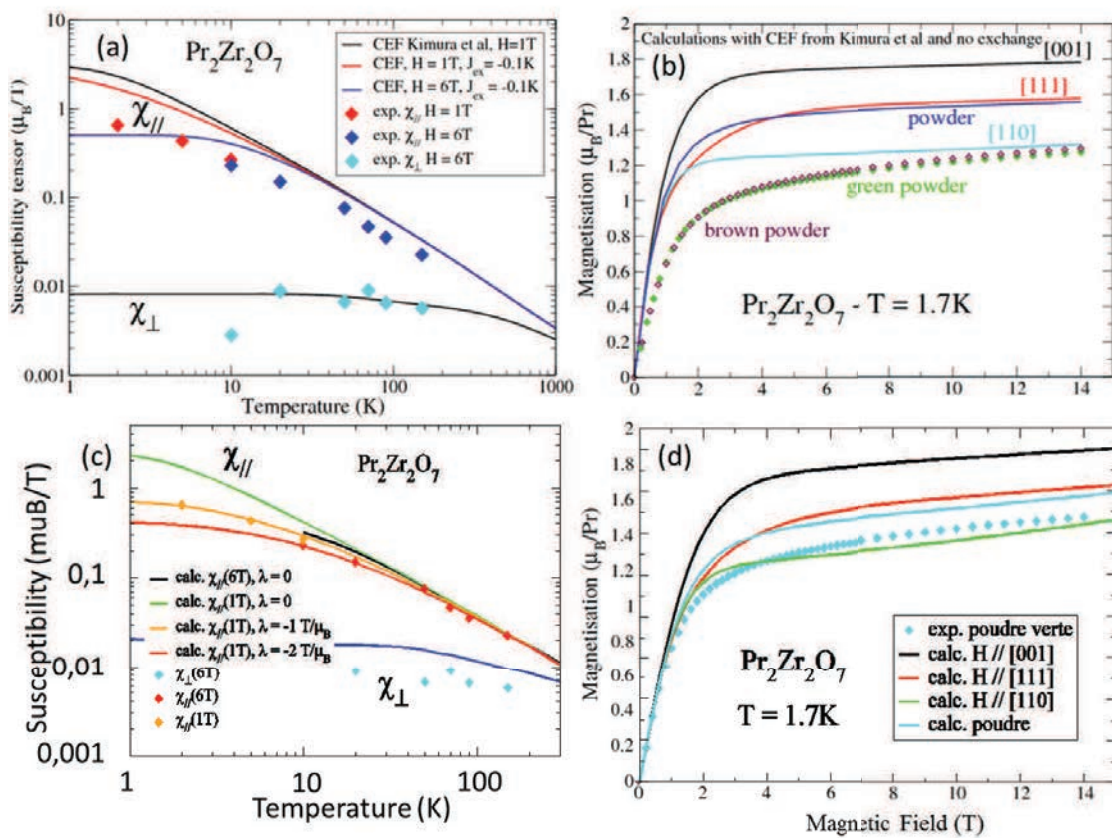 (a)
Pr2Zr2O7
CEF Kimura et al, H=1T
CEF, H = 1T, Jex = -0.1K
CEF, H = 6T, Jex = -0.1K
exp. χ// H = 1T
exp. χ// H = 6T
exp. χ⊥ H = 6T
χ//
χ⊥
Susceptibility tensor (μB/T)
10
1
0.1
0.01
0.001
1
10
100
1000
Temperature (K)
(b)
Calculations with CEF from Kimura et al and no exchange
[001]
[111]
powder
[110]
green powder
brown powder
Pr2Zr2O7 - T = 1.7K
Magnetisation (μB/Pr)
2
1.8
1.6
1.4
1.2
1
0.8
0.6
0.4
0.2
0
0
2
4
6
8
10
12
14
(c)
χ//
Pr2Zr2O7
calc. χ//(6T), λ = 0
calc. χ//(1T), λ = 0
calc. χ//(1T), λ = -1 T/μB
calc. χ//(1T), λ = -2 T/μB
χ⊥(6T)
χ//(6T)
χ//(1T)
χ⊥
Susceptibility (muB/T)
1
0,1
0,01
0,001
1
10
100
Temperature (K)
(d)
exp. poudre verte
calc. H // [001]
calc. H // [111]
calc. H // [110]
calc. poudre
Pr2Zr2O7
T = 1.7K
Magnetisation (μB/Pr)
2
1.8
1.6
1.4
1.2
1
0.8
0.6
0.4
0.2
0
0
2
4
6
8
10
12
14
Magnetic Field (T)